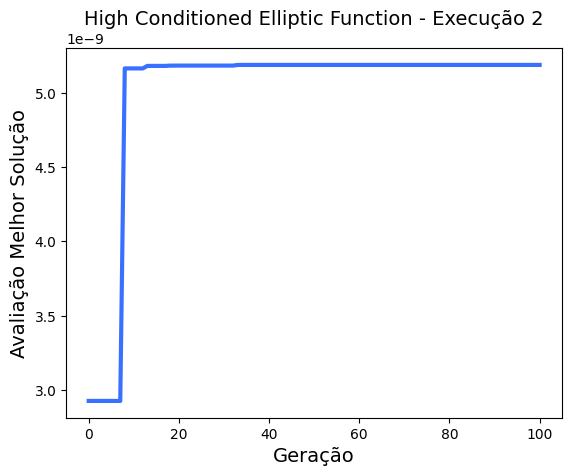 High Conditioned Elliptic Function - Execução 2
1e−9
Avaliação Melhor Solução
5.0
4.5
4.0
3.5
3.0
0 20 40 60 80 100
Geração